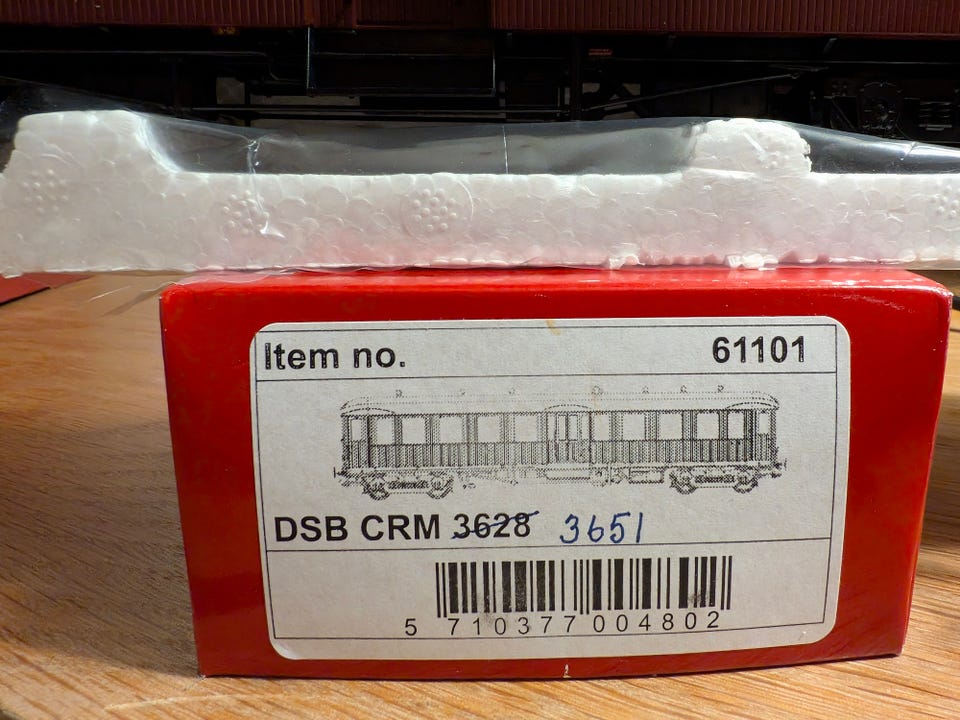 Item no. 61101
DSB CRM 3628 3651
5 710377 004802